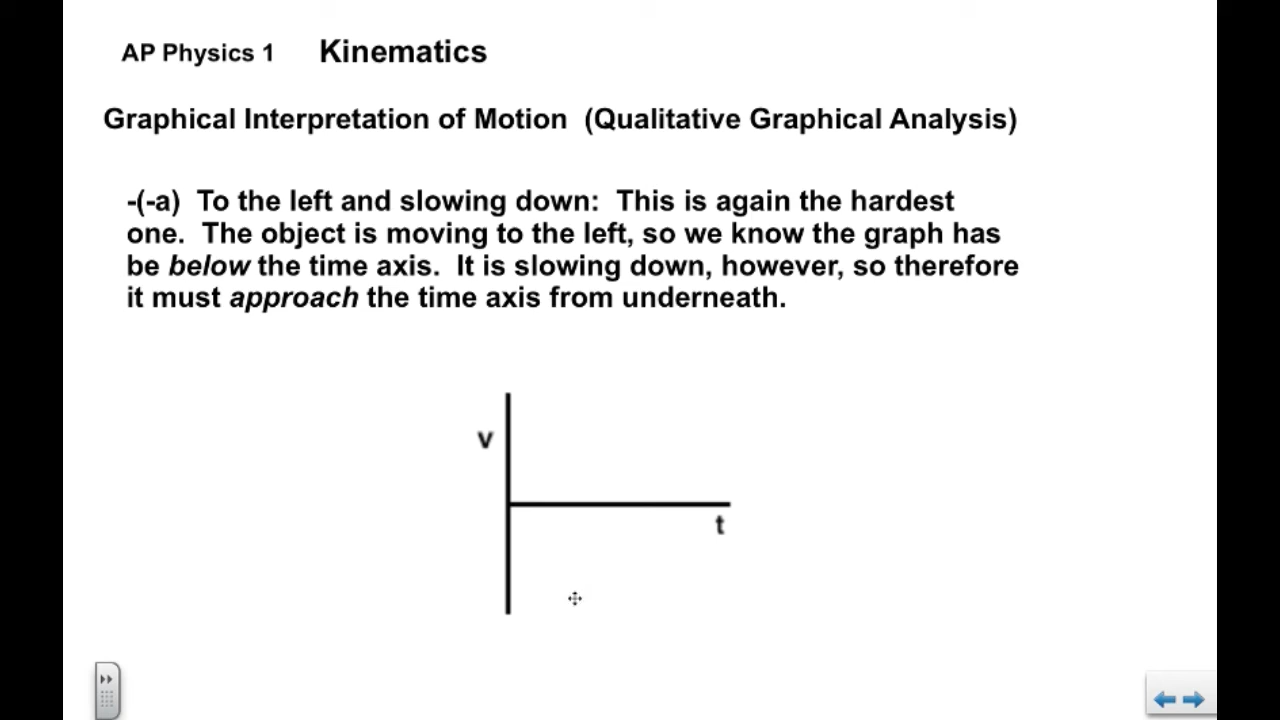 AP Physics 1 Kinematics
Graphical Interpretation of Motion (Qualitative Graphical Analysis)
-(-a) To the left and slowing down: This is again the hardest
one. The object is moving to the left, so we know the graph has
be below the time axis. It is slowing down, however, so therefore
it must approach the time axis from underneath.
v
t